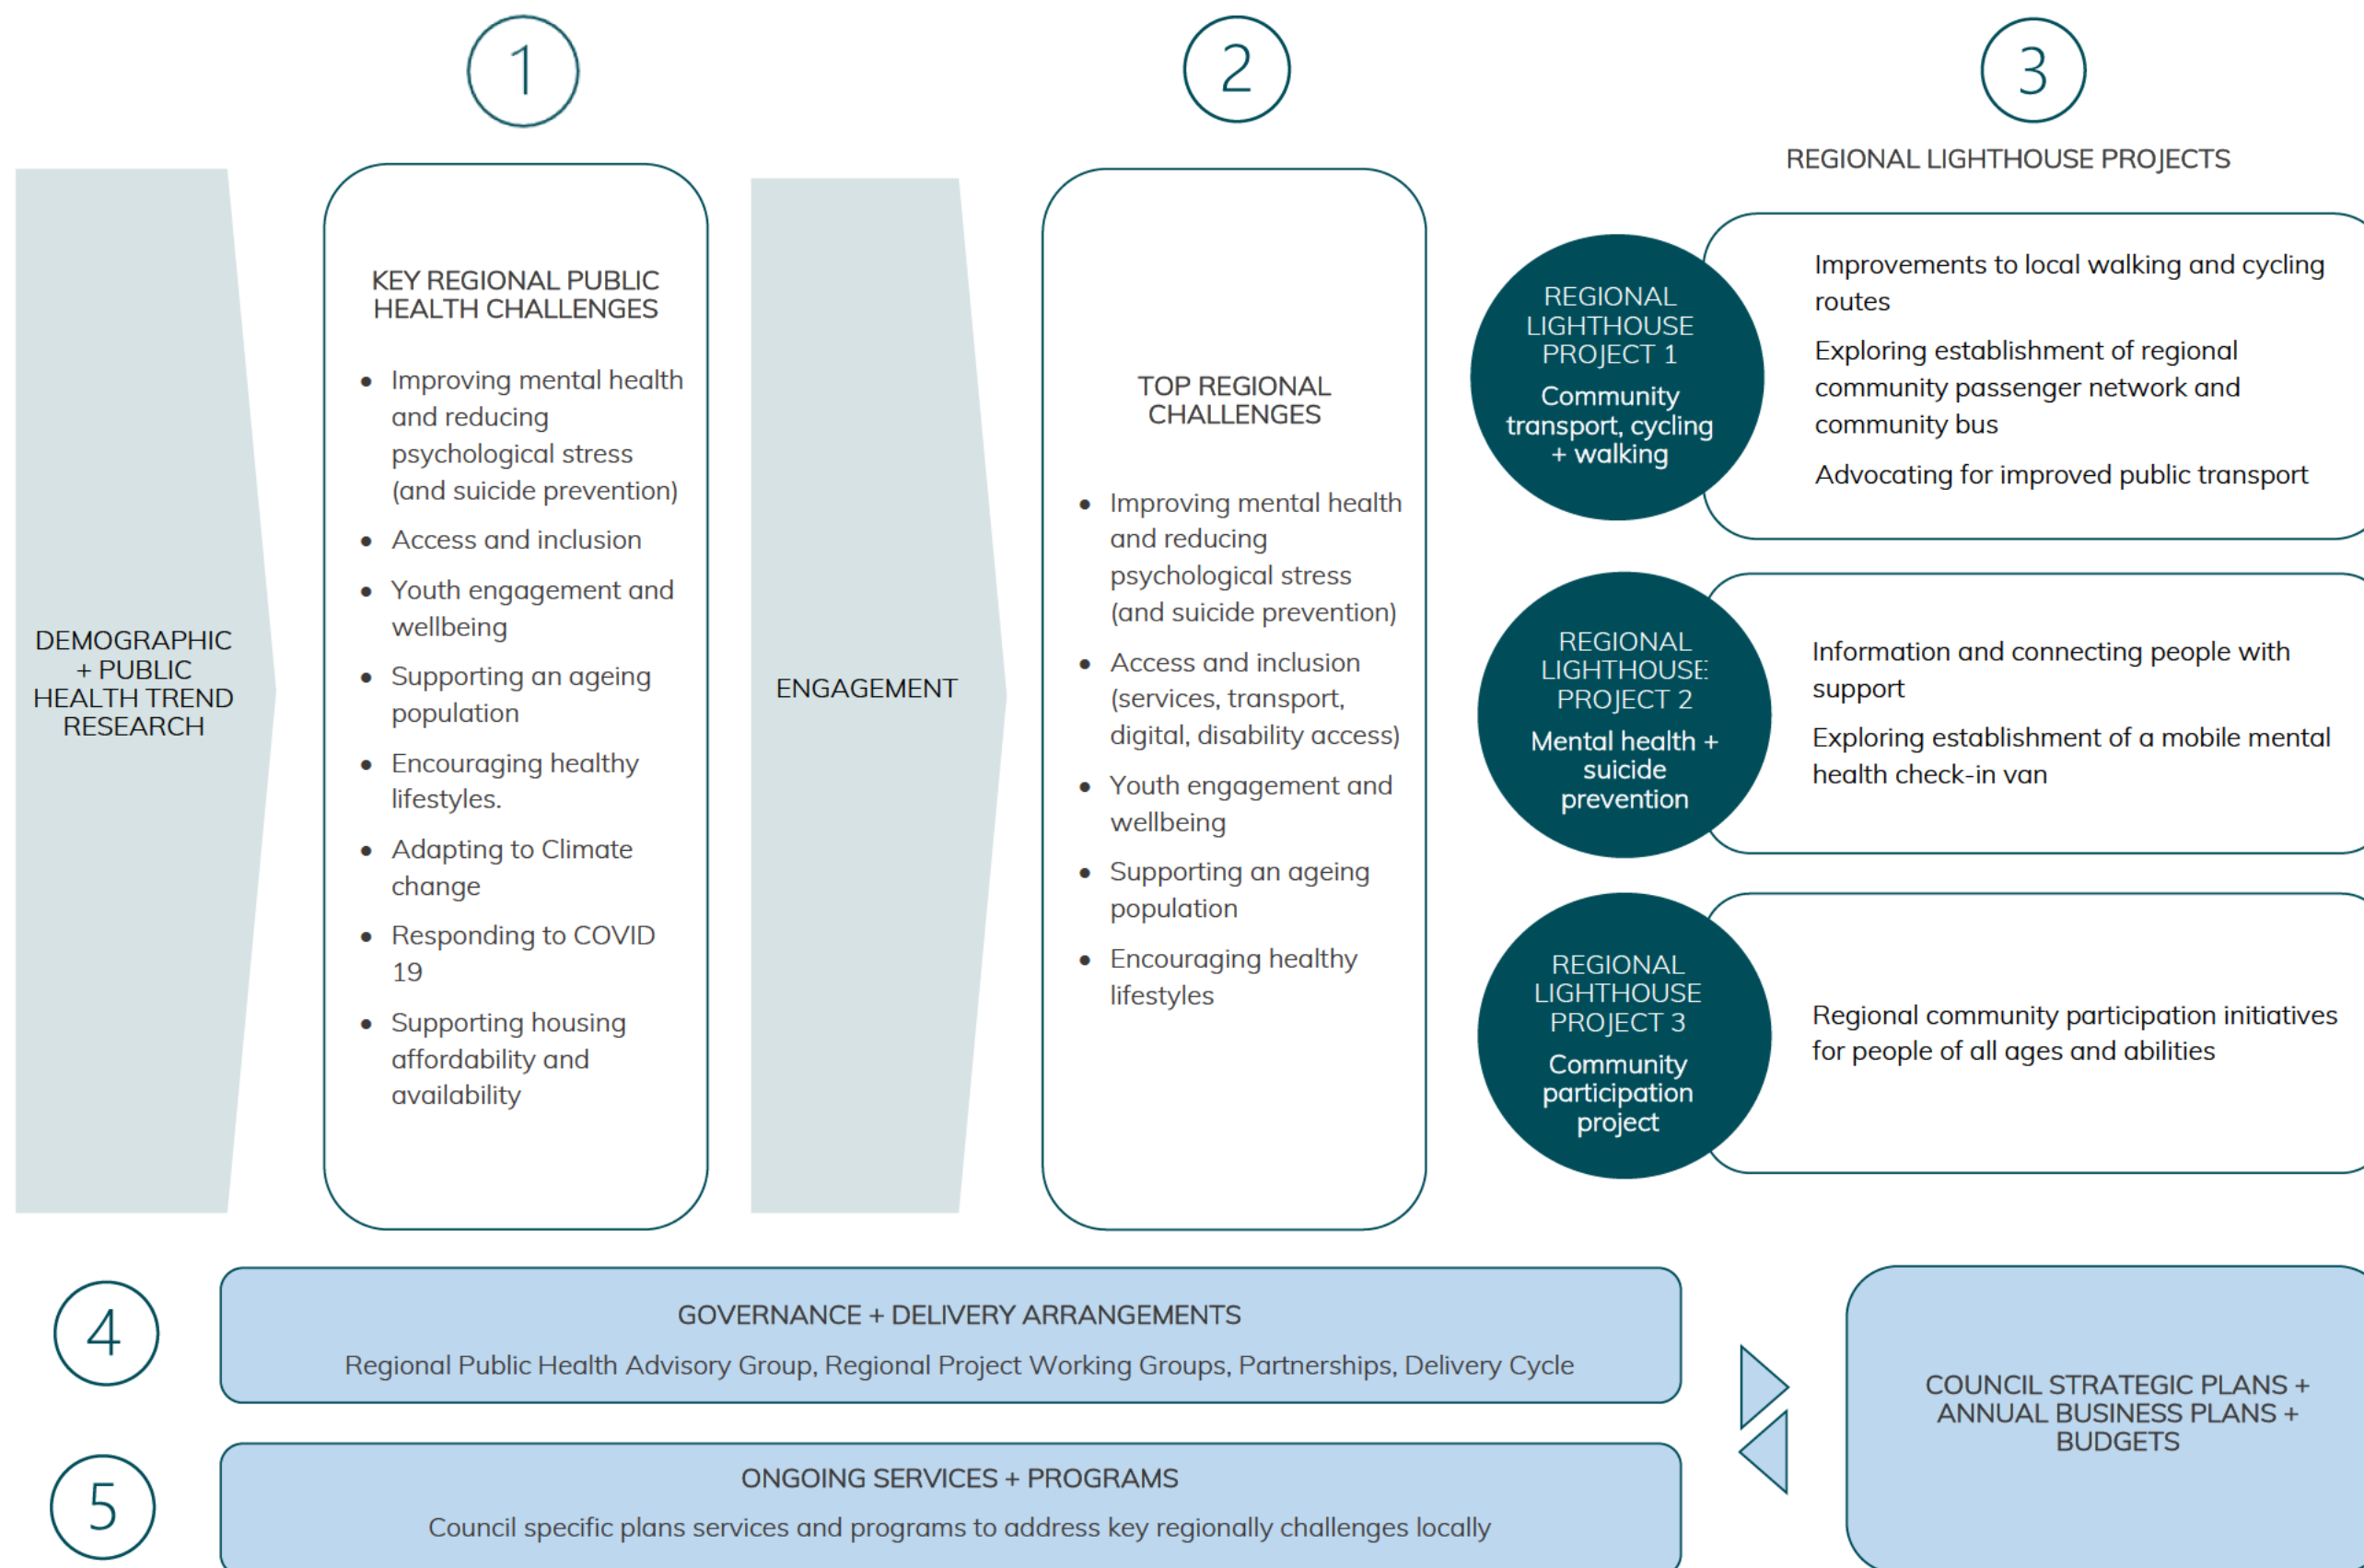 1
2
3
DEMOGRAPHIC
+ PUBLIC
HEALTH TREND
RESEARCH
KEY REGIONAL PUBLIC
HEALTH CHALLENGES
• Improving mental health
and reducing
psychological stress
(and suicide prevention)
• Access and inclusion
• Youth engagement and
wellbeing
• Supporting an ageing
population
• Encouraging healthy
lifestyles.
• Adapting to Climate
change
• Responding to COVID
19
• Supporting housing
affordability and
availability
ENGAGEMENT
TOP REGIONAL
CHALLENGES
• Improving mental health
and reducing
psychological stress
(and suicide prevention)
• Access and inclusion
(services, transport,
digital, disability access)
• Youth engagement and
wellbeing
• Supporting an ageing
population
• Encouraging healthy
lifestyles
REGIONAL LIGHTHOUSE PROJECTS
REGIONAL
LIGHTHOUSE
PROJECT 1
Community
transport, cycling
+ walking
Improvements to local walking and cycling
routes
Exploring establishment of regional
community passenger network and
community bus
Advocating for improved public transport
REGIONAL
LIGHTHOUSE:
PROJECT 2
Mental health +
suicide
prevention
Information and connecting people with
support
Exploring establishment of a mobile mental
health check-in van
REGIONAL
LIGHTHOUSE
PROJECT 3
Community
participation
project
Regional community participation initiatives
for people of all ages and abilities
4
GOVERNANCE + DELIVERY ARRANGEMENTS
Regional Public Health Advisory Group, Regional Project Working Groups, Partnerships, Delivery Cycle
5
ONGOING SERVICES + PROGRAMS
Council specific plans services and programs to address key regionally challenges locally
COUNCIL STRATEGIC PLANS +
ANNUAL BUSINESS PLANS +
BUDGETS